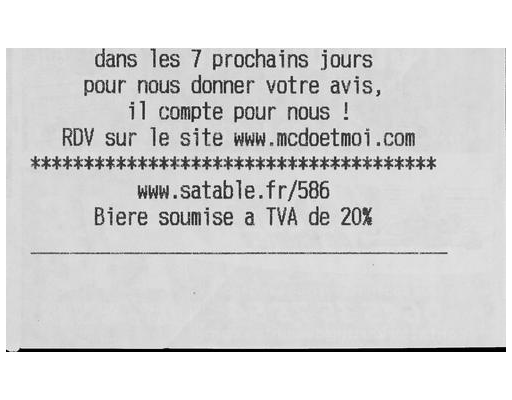 dans les 7 prochains jours
pour nous donner votre avis,
il compte pour nous !
RDV sur le site www.mcdoetmoi.com
**************************************
www.satable.fr/586
Biere soumise a TVA de 20%